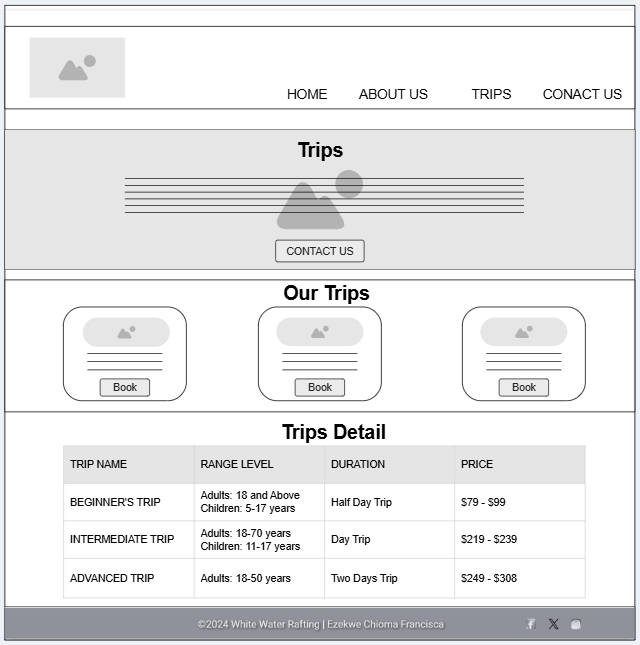 HOME ABOUT US TRIPS CONACT US
Trips
CONTACT US
Our Trips
Book Book Book
Trips Detail
TRIP NAME RANGE LEVEL DURATION PRICE
BEGINNER'S TRIP Adults: 18 and Above Half Day Trip $79 - $99
Children: 5-17 years
INTERMEDIATE TRIP Adults: 18-70 years Day Trip $219 - $239
Children: 11-17 years
ADVANCED TRIP Adults: 18-50 years Two Days Trip $249 - $308
©2024 White Water Rafting | Ezekwe Chioma Francisca